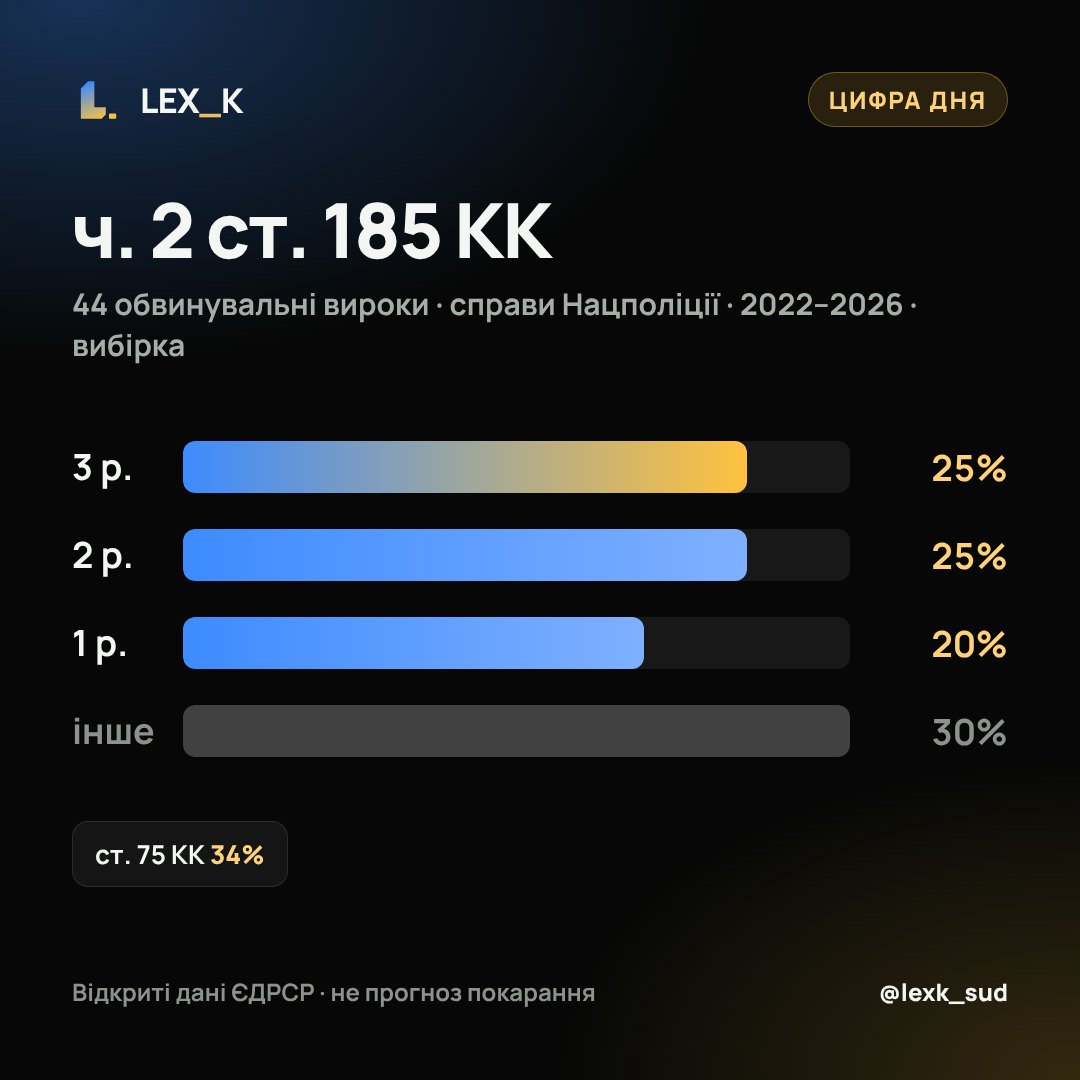 LEX_K
ЦИФРА ДНЯ
ч. 2 ст. 185 КК
44 обвинувальні вироки · справи Нацполіції · 2022–2026 ·
вибірка
3 р. 25%
2 р. 25%
1 р. 20%
інше 30%
ст. 75 КК 34%
Відкриті дані ЄДРСР · не прогноз покарання
@lexk_sud